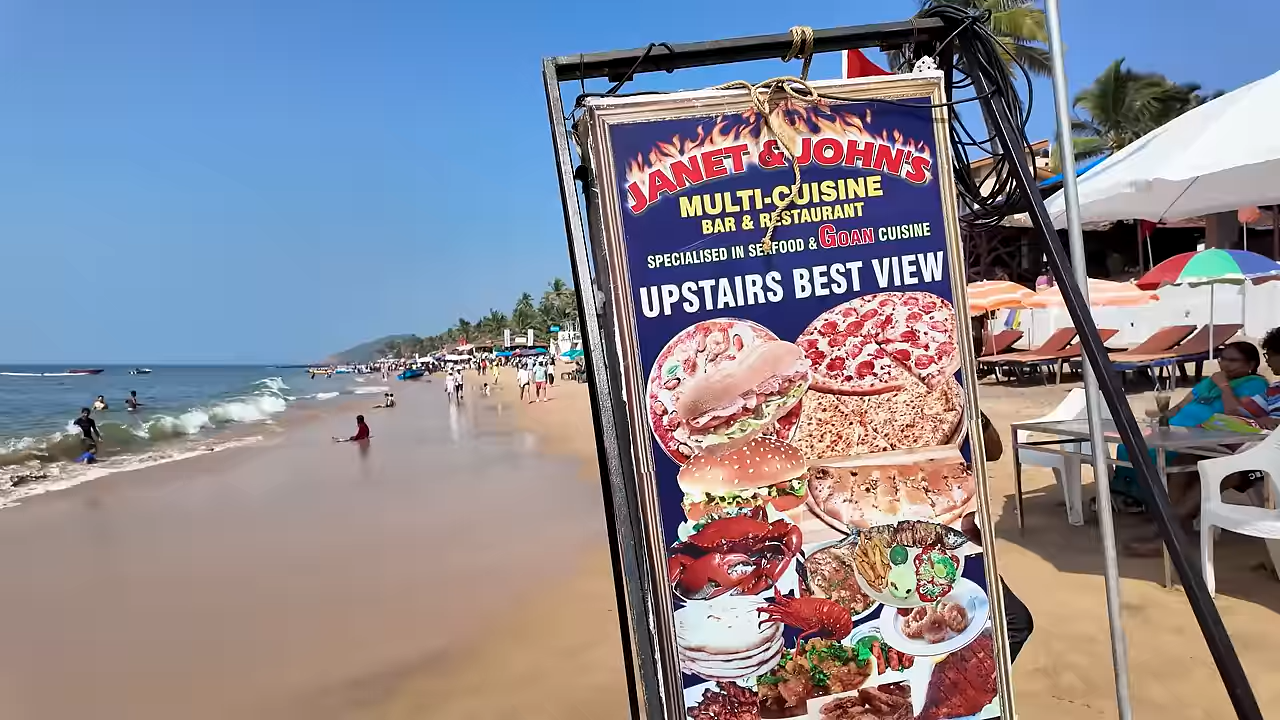 JANET & JOHN'S
MULTI-CUISINE
BAR & RESTAURANT
SPECIALISED IN SEAFOOD & GOAN CUISINE
UPSTAIRS BEST VIEW